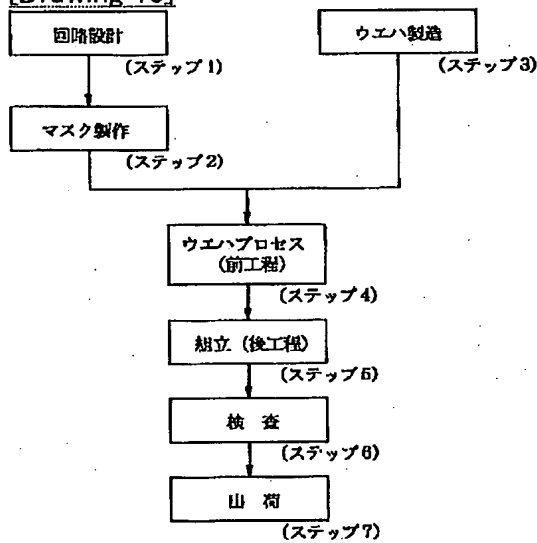 回路設計
(ステップ1)
ウエハ製造
(ステップ3)
マスク製作
(ステップ2)
ウエハプロセス
(前工程)
(ステップ4)
組立 (後工程)
(ステップ5)
検 査
(ステップ6)
出 荷
(ステップ7)